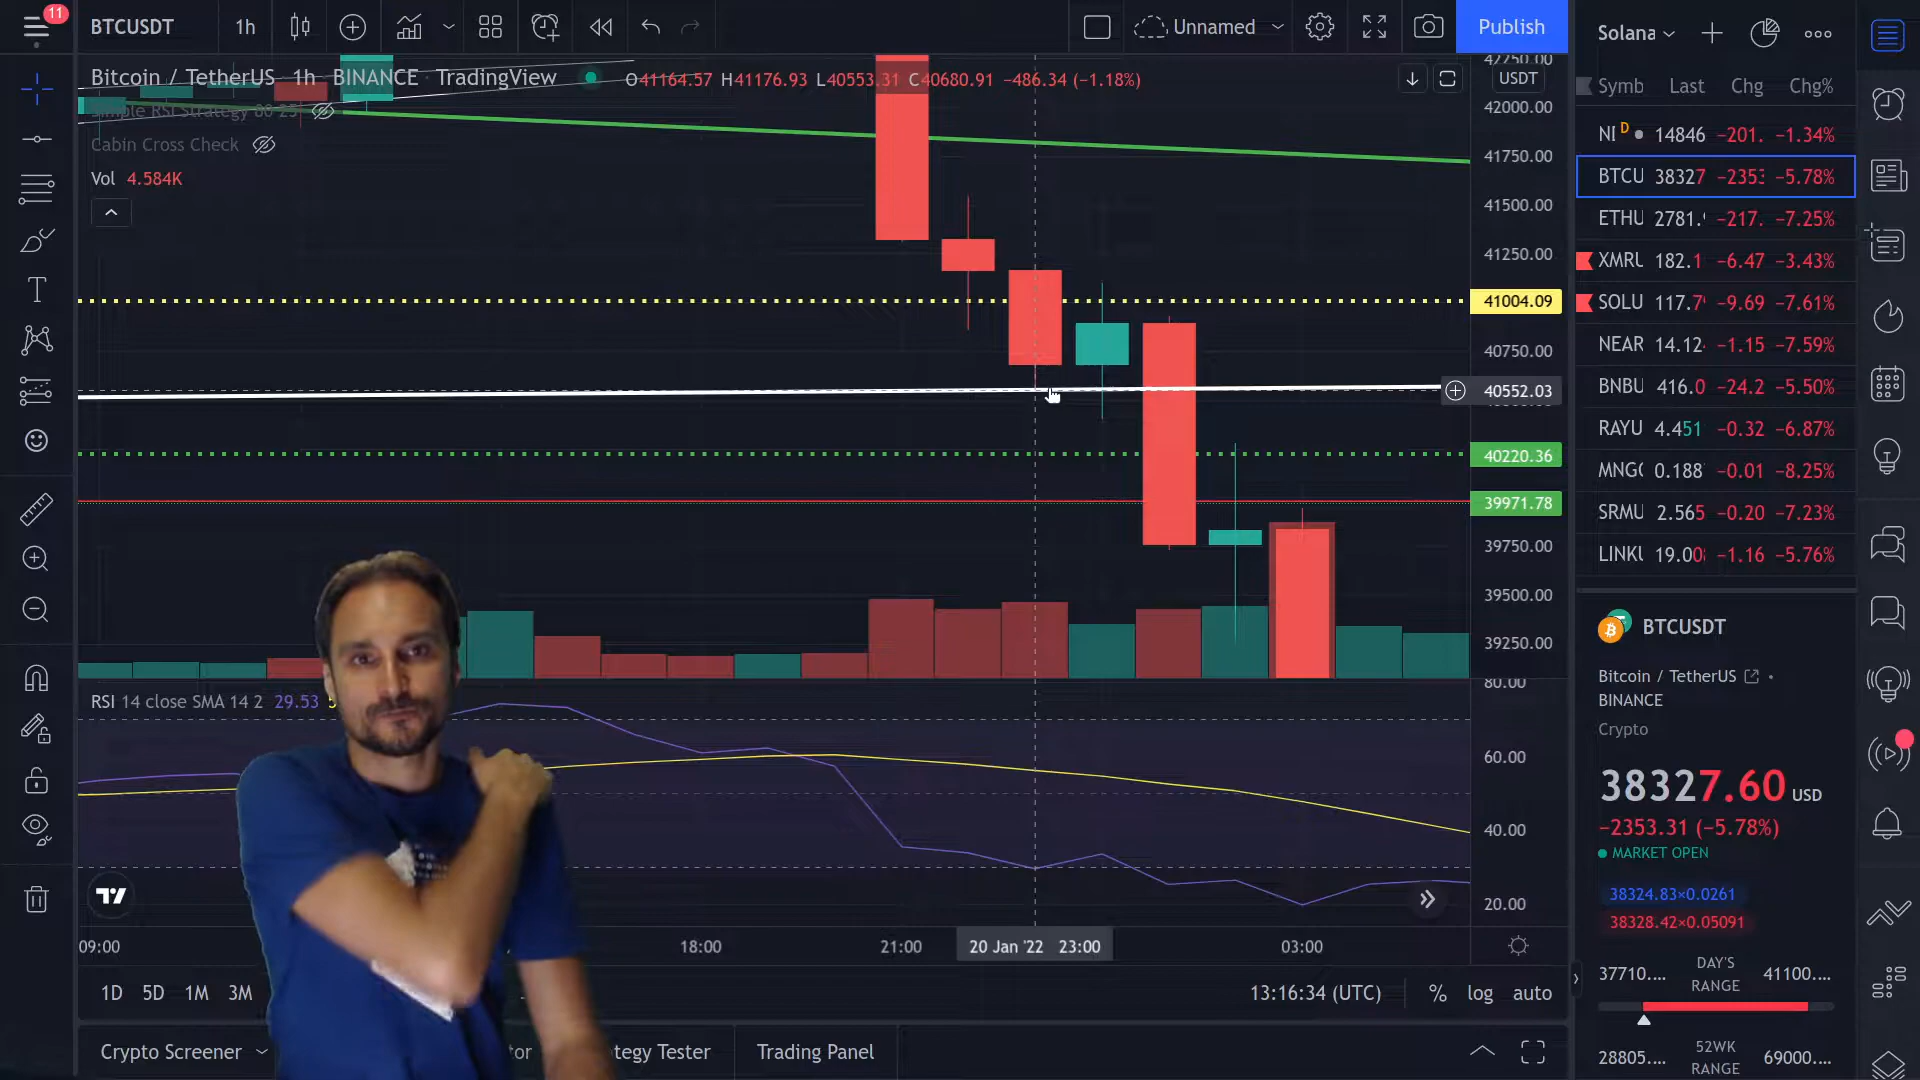 11 BTCUSDT 1h Unnamed Publish
Bitcoin / TetherUS 1h BINANCE TradingView O41164.57 H41176.93 L40553.31 C40680.91 −486.34 (−1.18%)
Simple RSI Strategy 80 25
Cabin Cross Check
Vol 4.584K
USDT
42250.00
42000.00
41750.00
41500.00
41250.00
41004.09
40750.00
40552.03
40220.36
39971.78
39750.00
39500.00
39250.00
RSI 14 close SMA 14 2 29.53 5
80.00
60.00
40.00
20.00
09:00 18:00 21:00 20 Jan '22 23:00 03:00
1D 5D 1M 3M 13:16:34 (UTC) % log auto
Crypto Screener tor tegy Tester Trading Panel
Solana
Symb Last Chg Chg%
NI D 14846 −201. −1.34%
BTCU 38327 −2353 −5.78%
ETHU 2781. −217. −7.25%
XMRU 182.1 −6.47 −3.43%
SOLU 117.7 −9.69 −7.61%
NEAR 14.12 −1.15 −7.59%
BNBU 416.0 −24.2 −5.50%
RAYU 4.451 −0.32 −6.87%
MNGO 0.188 −0.01 −8.25%
SRMU 2.565 −0.20 −7.23%
LINKU 19.00 −1.16 −5.76%
BTCUSDT
Bitcoin / TetherUS
BINANCE
Crypto
38327.60 USD
−2353.31 (−5.78%)
MARKET OPEN
38324.83×0.0261
38328.42×0.05091
37710.... DAY'S RANGE 41100....
28805.... 52WK RANGE 69000....